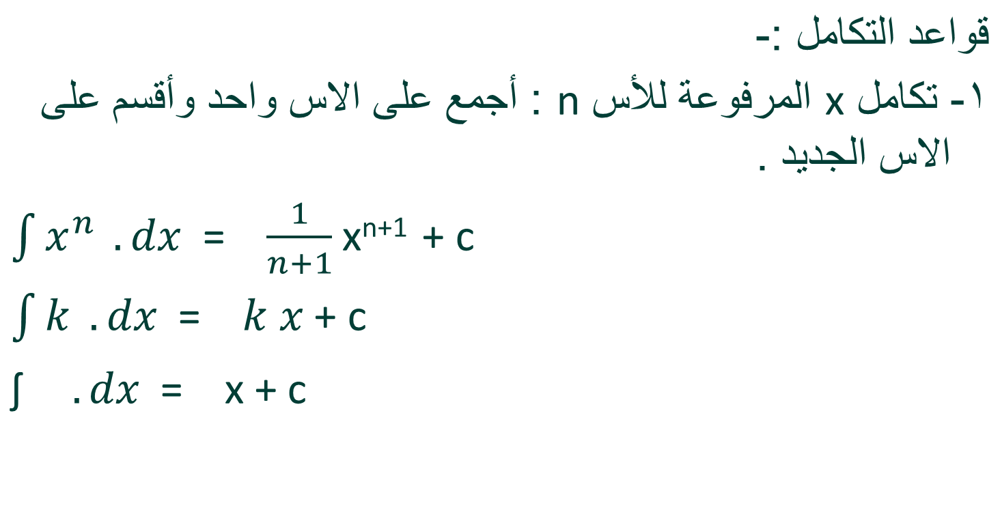 قواعد التكامل :-
١- تكامل x المرفوعة للأس n : أجمع على الاس واحد وأقسم على
الاس الجديد .
∫ xⁿ . dx = \frac{1}{n+1} xⁿ⁺¹ + c
∫ k . dx = k x + c
∫ . dx = x + c